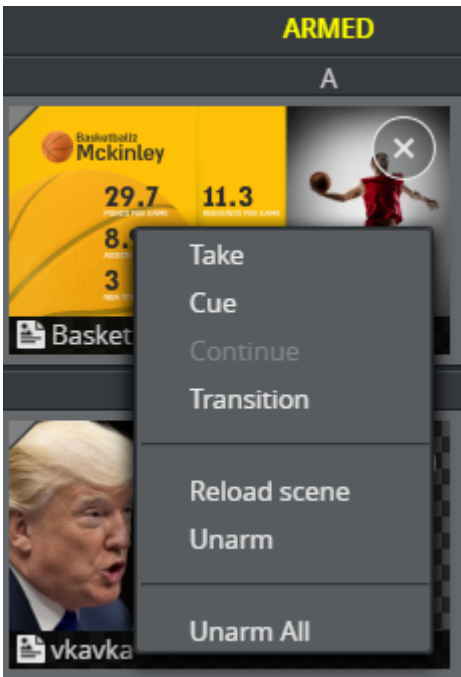 ARMED
A
Basketballz
Mckinley
29.7
11.3
POINTS PER GAME
REBOUNDS PER GAME
8.
3
Basket
Take
Cue
Continue
Transition
Reload scene
Unarm
Unarm All
vkavka